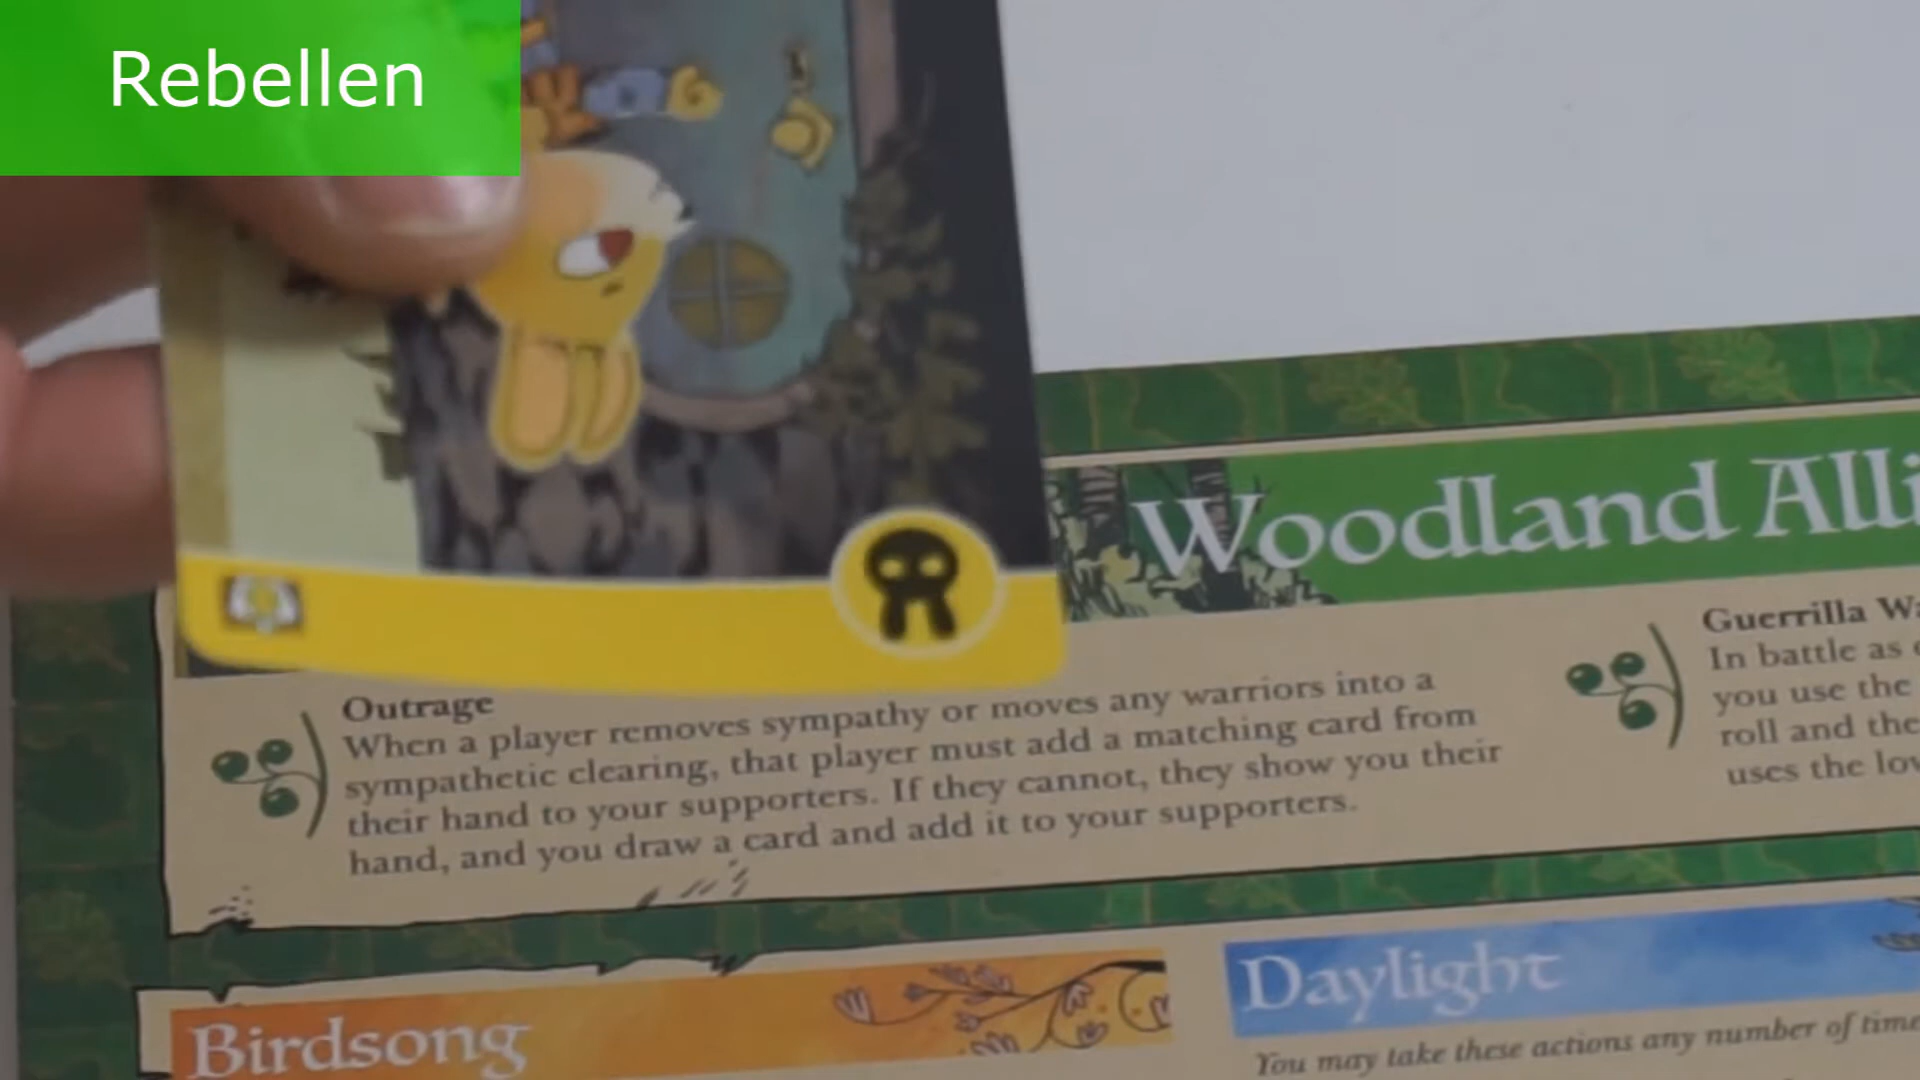 Rebellen
Woodland
Outrage
When a player removes sympathy or moves any warriors into a
sympathetic clearing, that player must add a matching card from
their hand to your supporters. If they cannot, they show you their
hand, and you draw a card and add it to your supporters.
Guerrilla
In battle as
you use the
roll and the
uses the
Birdsong
Daylight
You may take these actions any number of time